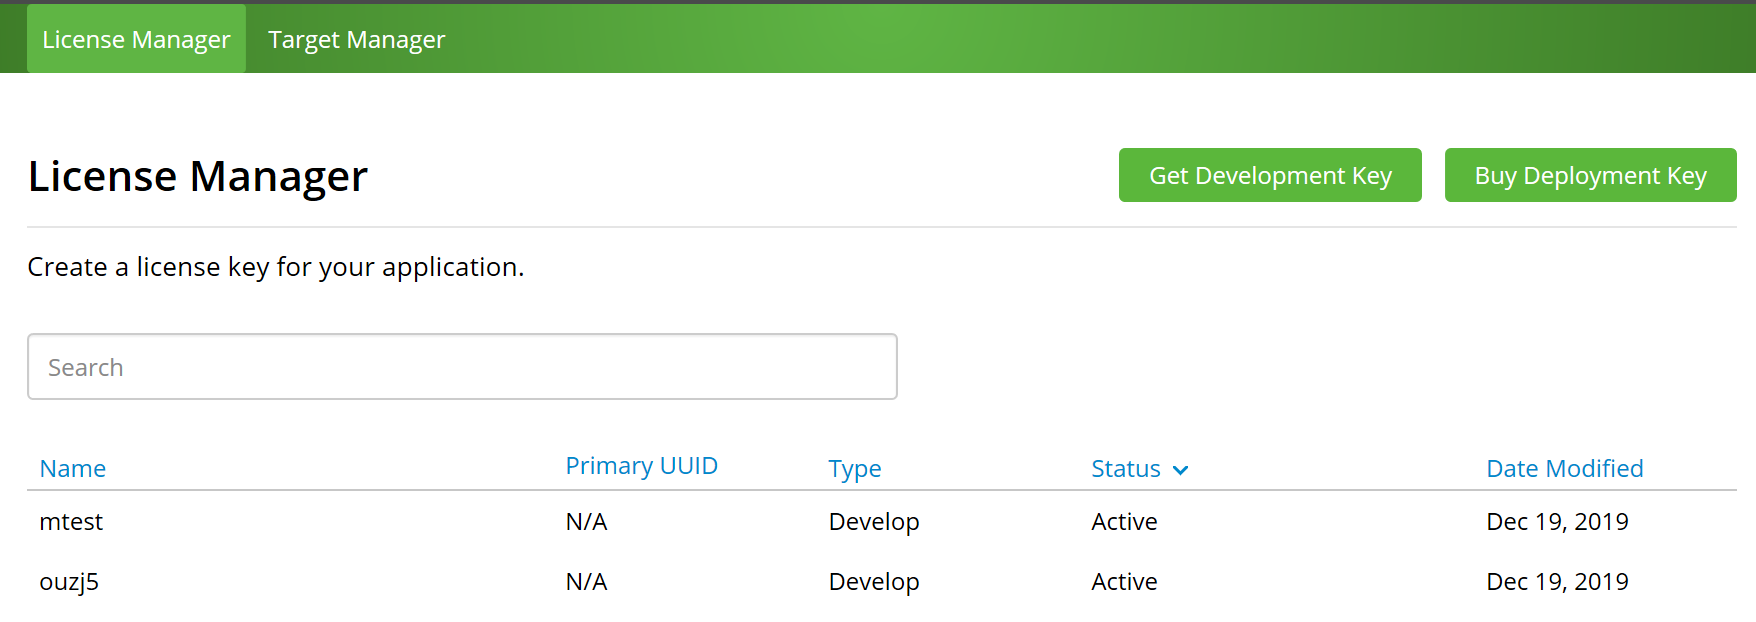 License Manager Target Manager
License Manager Get Development Key Buy Deployment Key
Create a license key for your application.
Search
Name Primary UUID Type Status Date Modified
mtest N/A Develop Active Dec 19, 2019
ouzj5 N/A Develop Active Dec 19, 2019